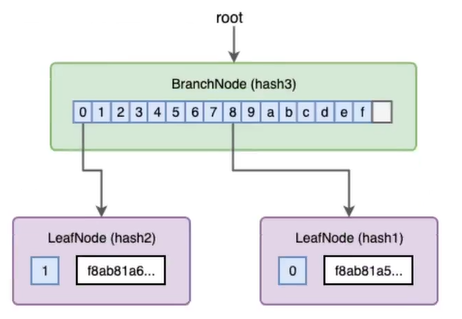 root
BranchNode (hash3)
0 1 2 3 4 5 6 7 8 9 a b c d e f
LeafNode (hash2)
1 f8ab81a6...
LeafNode (hash1)
0 f8ab81a5...